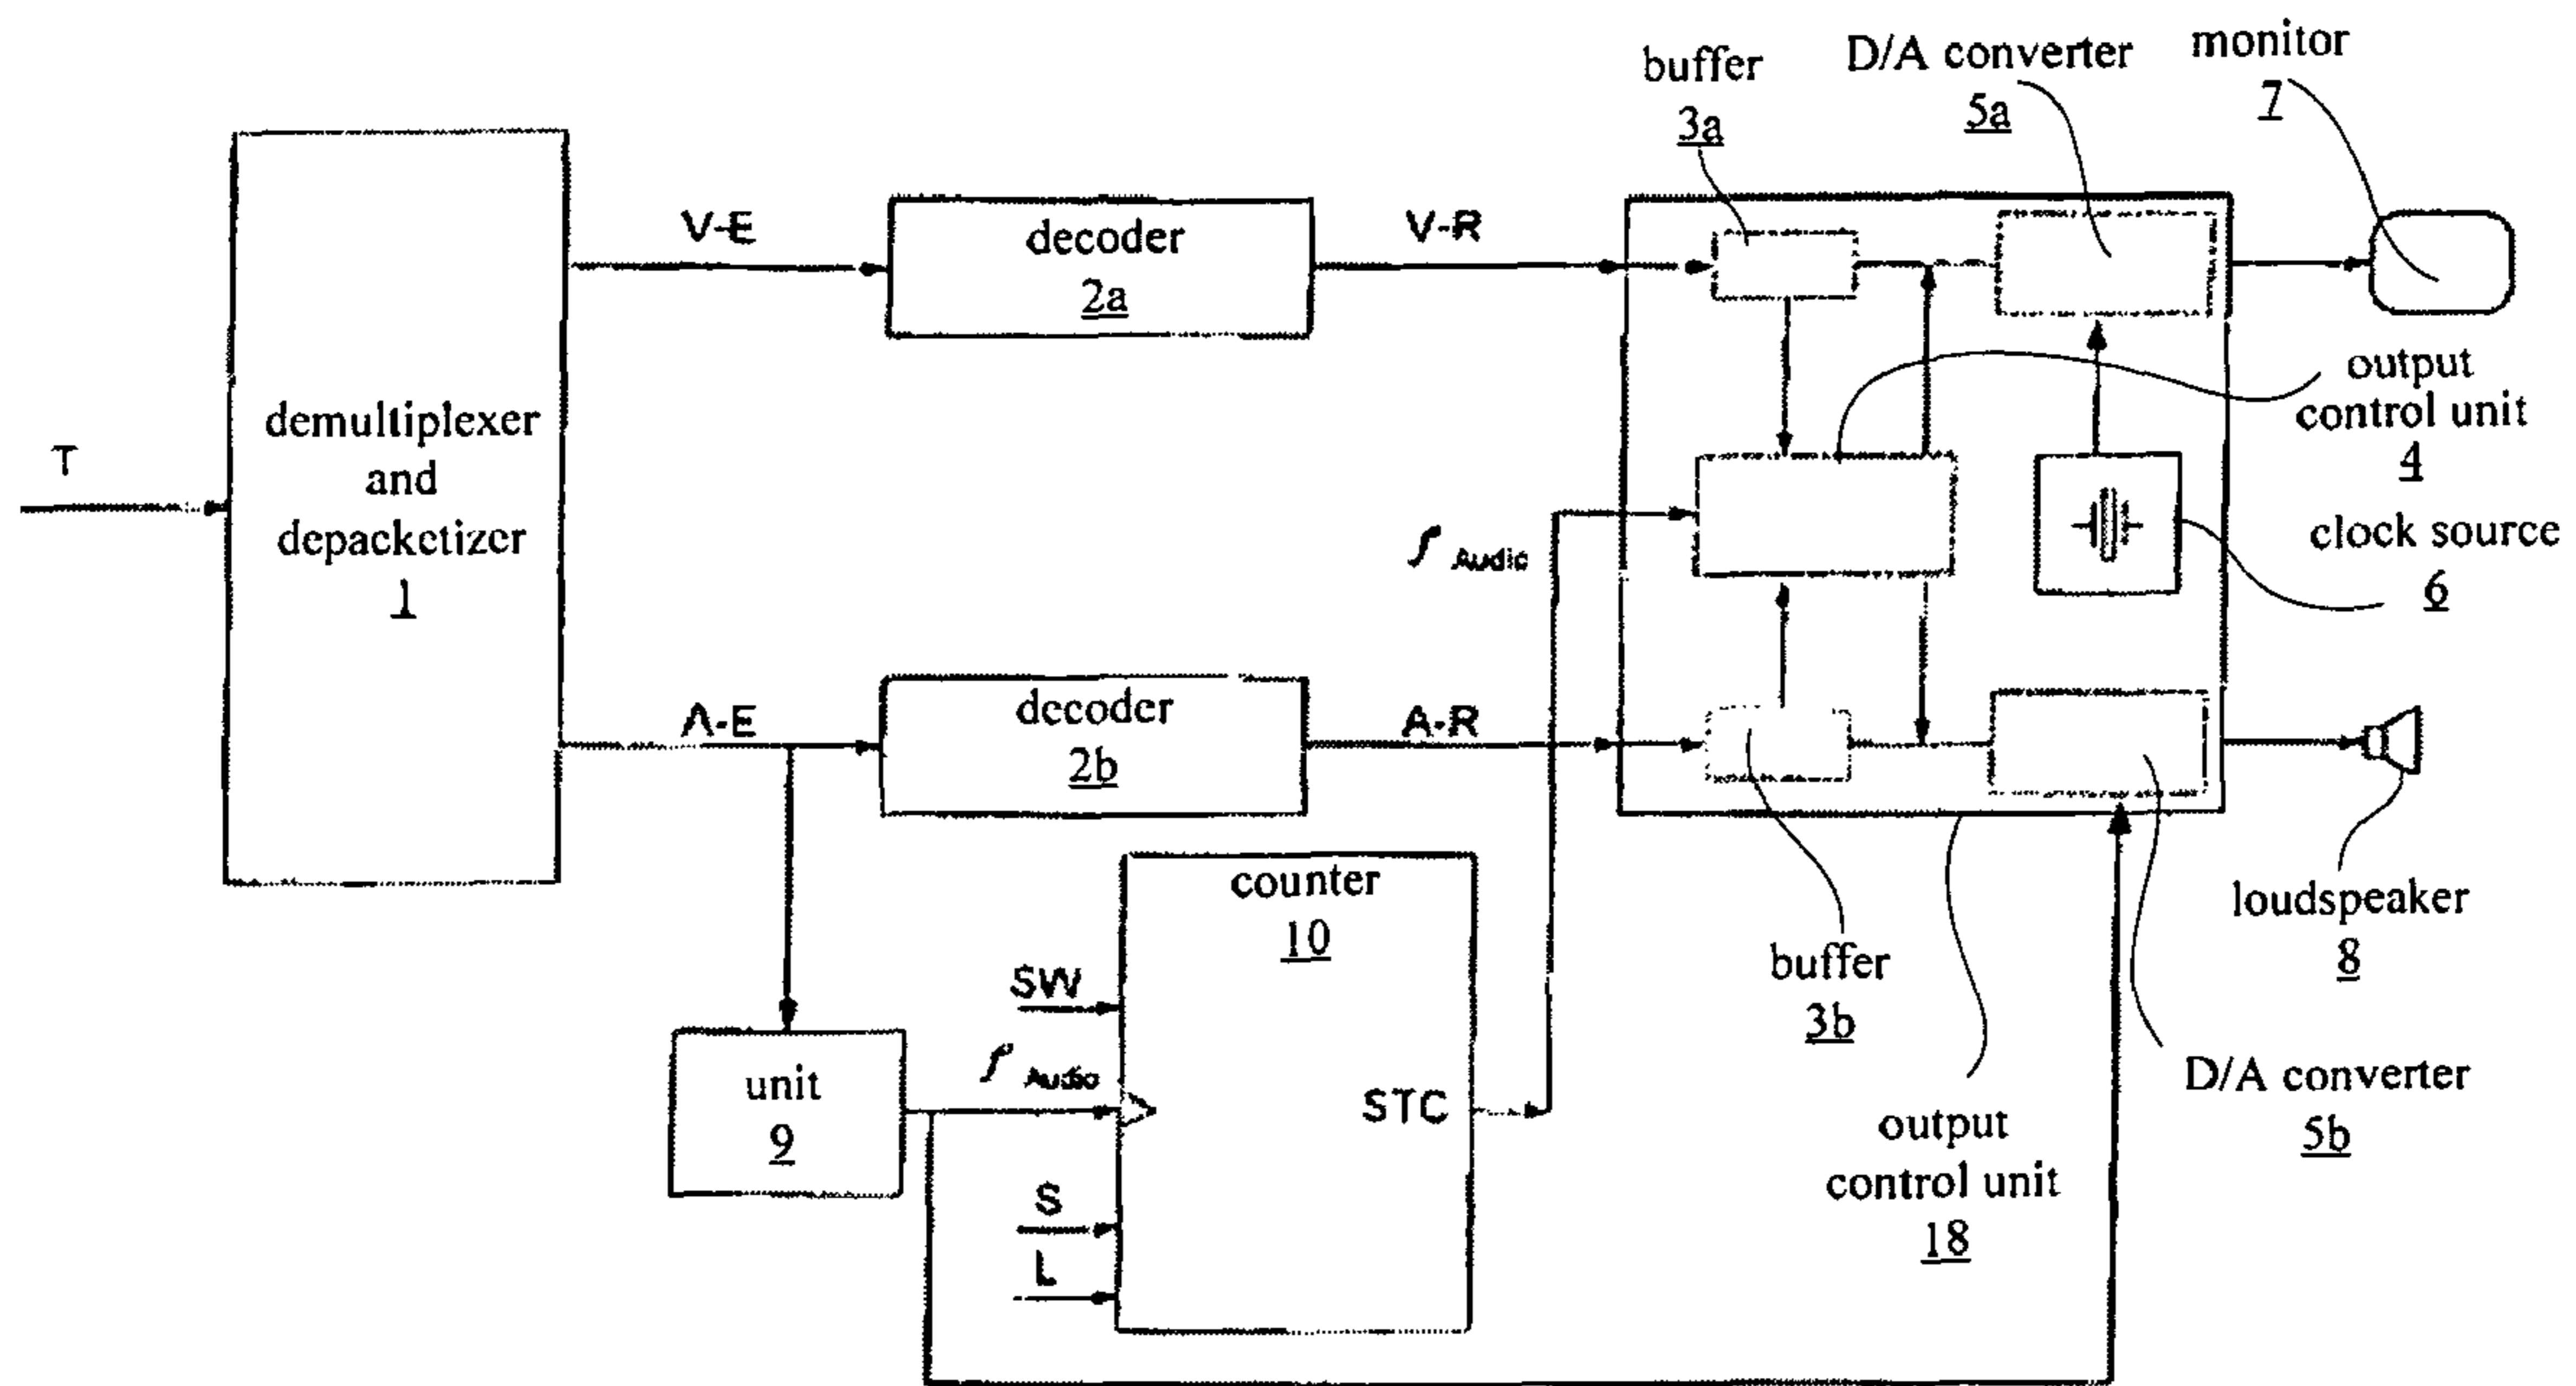 buffer
3a
D/A converter
5a
monitor
7
V-E
decoder
2a
V-R
T
demultiplexer
and
depacketizer
1
output
control unit
4
f Audio
clock source
6
A-E
decoder
2b
A-R
counter
10
SW
f Audio
STC
S
L
unit
9
buffer
3b
loudspeaker
8
D/A converter
5b
output
control unit
18